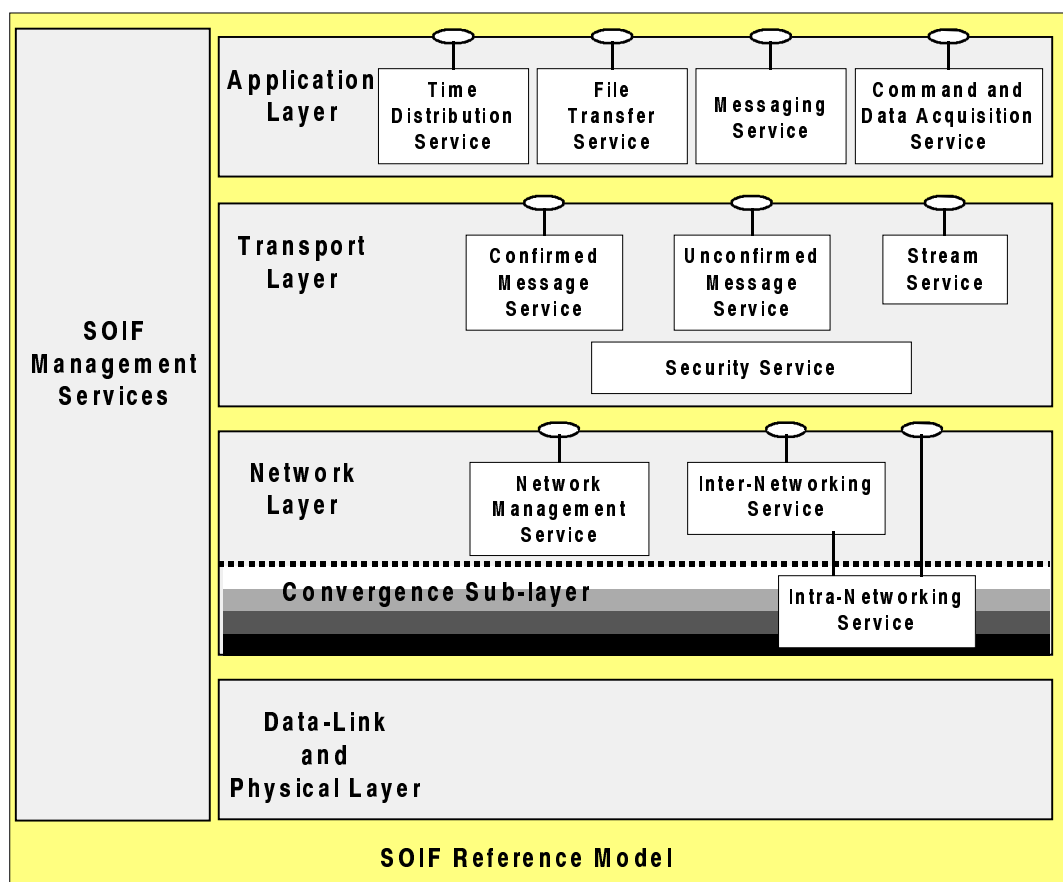 SOIF
Management
Services
Application
Layer
Time
Distribution
Service
File
Transfer
Service
Messaging
Service
Command and
Data Acquisition
Service
Transport
Layer
Confirmed
Message
Service
Unconfirmed
Message
Service
Stream
Service
Security Service
Network
Layer
Network
Management
Service
Inter-Networking
Service
Convergence Sub-layer
Intra-Networking
Service
Data-Link
and
Physical Layer
SOIF Reference Model